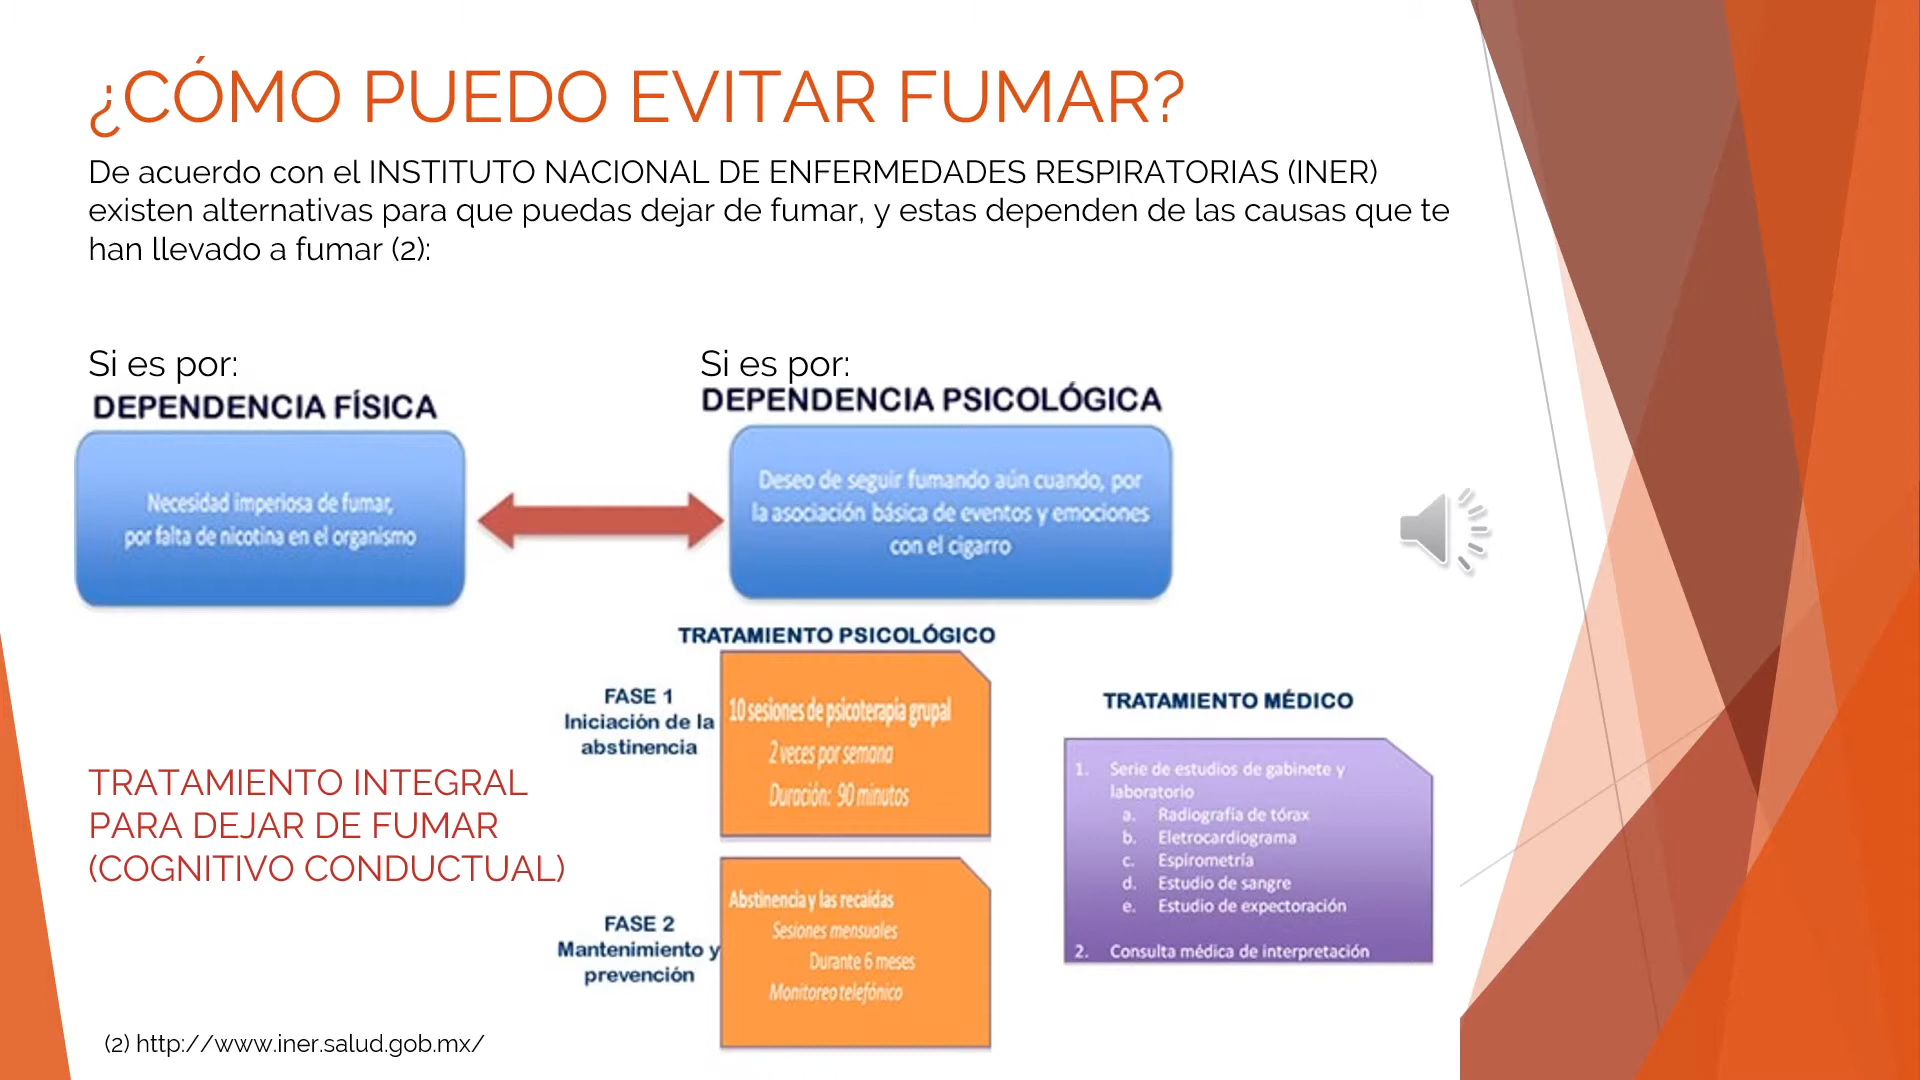 ¿CÓMO PUEDO EVITAR FUMAR?
De acuerdo con el INSTITUTO NACIONAL DE ENFERMEDADES RESPIRATORIAS (INER)
existen alternativas para que puedas dejar de fumar, y estas dependen de las causas que te
han llevado a fumar (2):
Si es por:
DEPENDENCIA FÍSICA
Necesidad imperiosa de fumar,
por falta de nicotina en el organismo
Si es por:
DEPENDENCIA PSICOLÓGICA
Deseo de seguir fumando aún cuando, por
la asociación básica de eventos y emociones
con el cigarro
TRATAMIENTO INTEGRAL
PARA DEJAR DE FUMAR
(COGNITIVO CONDUCTUAL)
TRATAMIENTO PSICOLÓGICO
FASE 1
Iniciación de la
abstinencia
10 sesiones de psicoterapia grupal
2 veces por semana
Duración: 90 minutos
FASE 2
Mantenimiento y
prevención
Abstinencia y las recaídas
Sesiones mensuales
Durante 6 meses
Monitoreo telefónico
TRATAMIENTO MÉDICO
1. Serie de estudios de gabinete y
laboratorio
a. Radiografía de tórax
b. Eletrocardiograma
c. Espirometría
d. Estudio de sangre
e. Estudio de expectoración
2. Consulta médica de interpretación
(2) http://www.iner.salud.gob.mx/